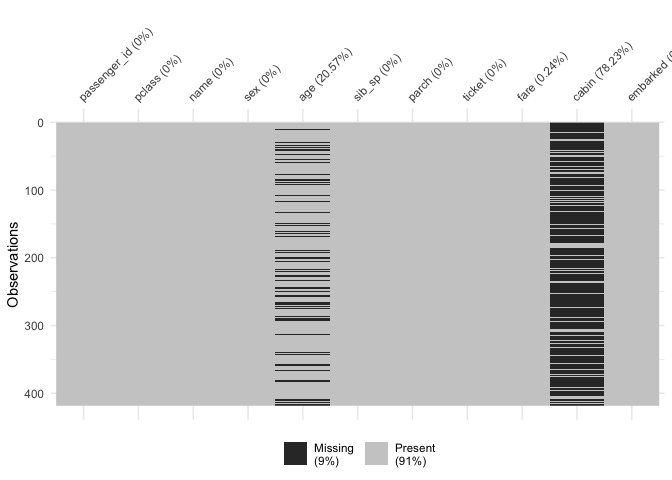 passenger_id (0%)
pclass (0%)
name (0%)
sex (0%)
age (20.57%)
sib_sp (0%)
parch (0%)
ticket (0%)
fare (0.24%)
cabin (78.23%)
embarked (
0
100
200
300
400
Observations
Missing
(9%)
Present
(91%)